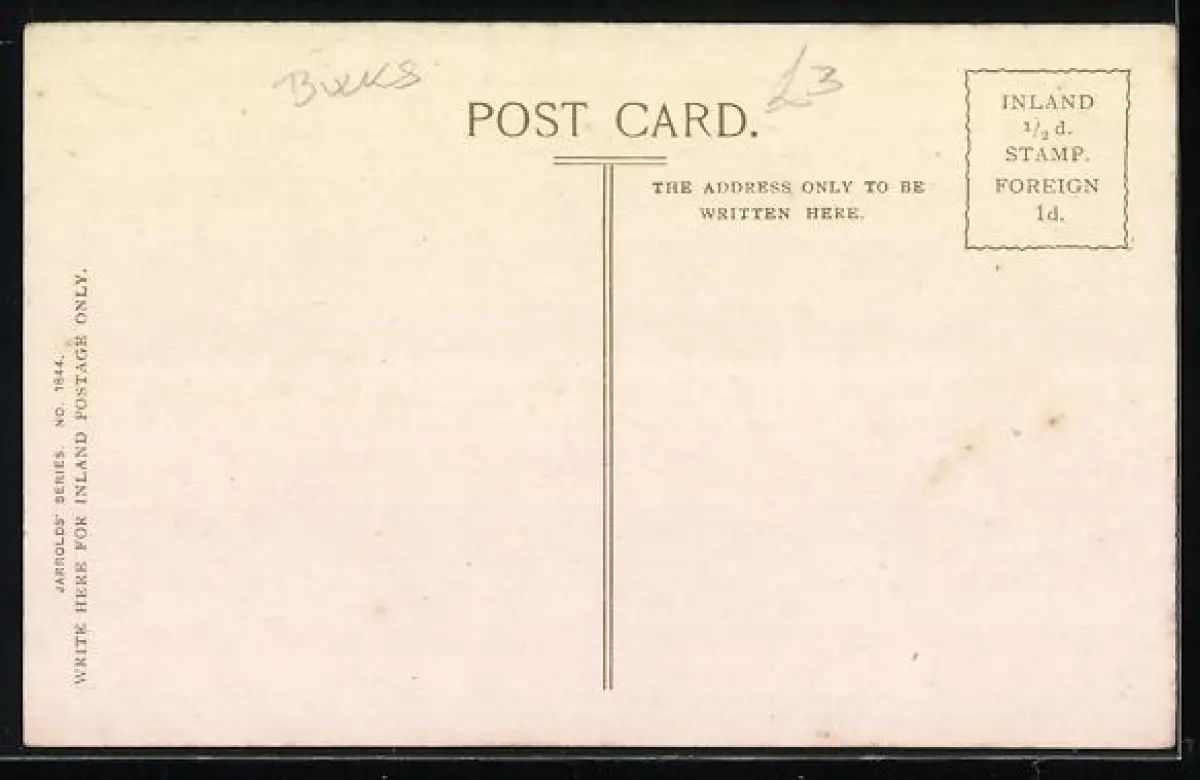 Bucks
£3
POST CARD.
THE ADDRESS ONLY TO BE
WRITTEN HERE.
INLAND
1/2 d.
STAMP.
FOREIGN
1d.
JARROLDS' SERIES. NO. 1844.
WRITE HERE FOR INLAND POSTAGE ONLY.